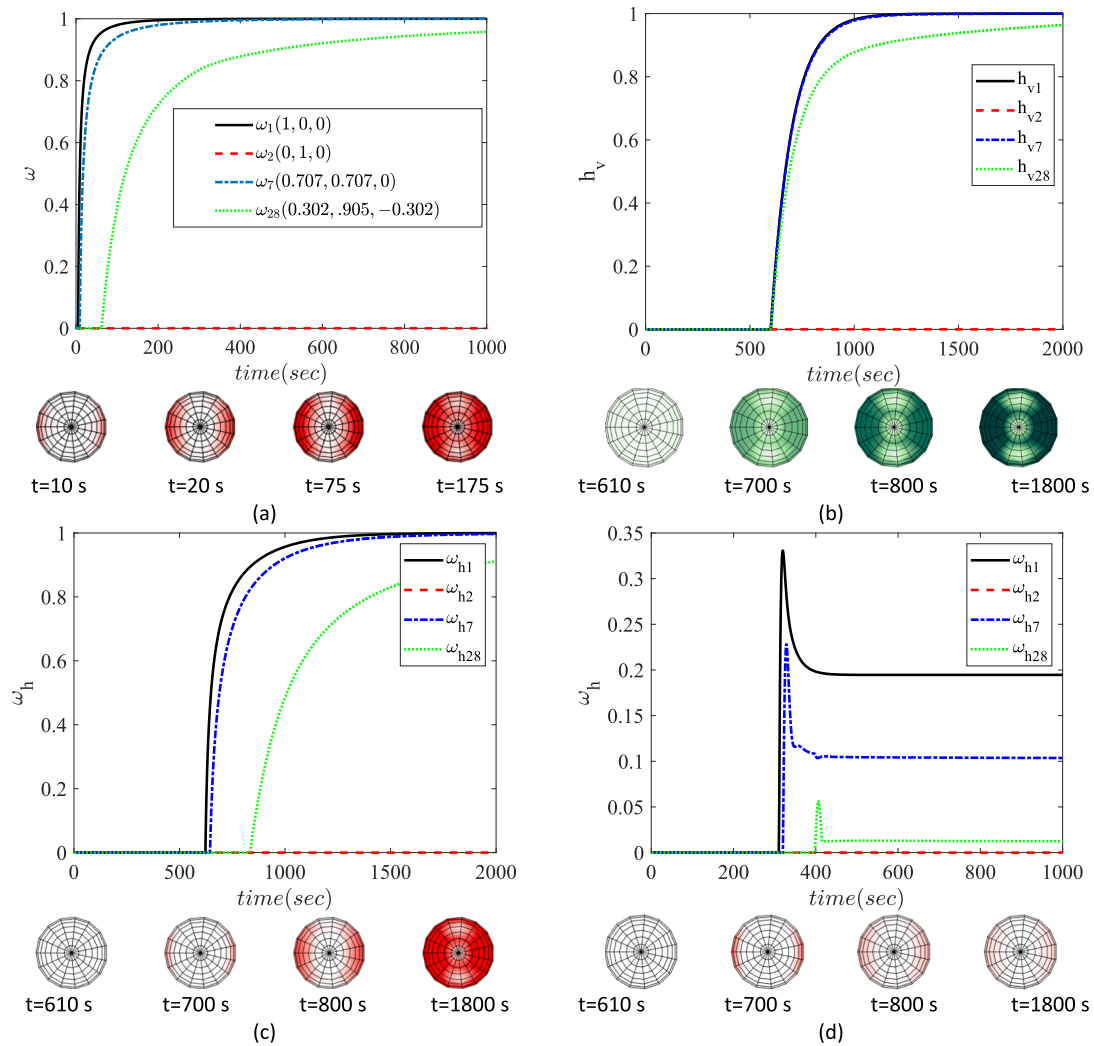 1
0.8
0.6
0.4
0.2
0
ω
ω1(1, 0, 0)
ω2(0, 1, 0)
ω7(0.707, 0.707, 0)
ω28(0.302, .905, −0.302)
0 200 400 600 800 1000
time(sec)
t=10 s t=20 s t=75 s t=175 s
(a)
1
0.8
0.6
0.4
0.2
0
hv
hv1
hv2
hv7
hv28
0 500 1000 1500 2000
time(sec)
t=610 s t=700 s t=800 s t=1800 s
(b)
1
0.8
0.6
0.4
0.2
0
ωh
ωh1
ωh2
ωh7
ωh28
0 500 1000 1500 2000
time(sec)
t=610 s t=700 s t=800 s t=1800 s
(c)
0.35
0.3
0.25
0.2
0.15
0.1
0.05
0
ωh
ωh1
ωh2
ωh7
ωh28
0 200 400 600 800 1000
time(sec)
t=610 s t=700 s t=800 s t=1800 s
(d)